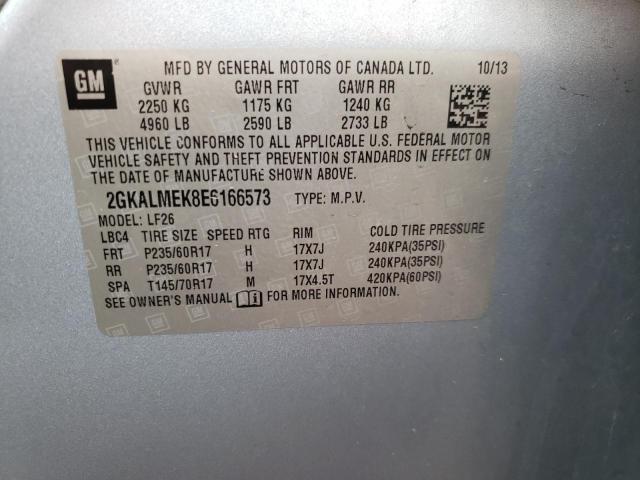 GM
MFD BY GENERAL MOTORS OF CANADA LTD. 10/13
GVWR GAWR FRT GAWR RR
2250 KG 1175 KG 1240 KG
4960 LB 2590 LB 2733 LB
THIS VEHICLE CONFORMS TO ALL APPLICABLE U.S. FEDERAL MOTOR
VEHICLE SAFETY AND THEFT PREVENTION STANDARDS IN EFFECT ON
THE DATE OF MANUFACTURE SHOWN ABOVE.
2GKALMEK8E6166573 TYPE: M.P.V.
MODEL: LF26
LBC4 TIRE SIZE SPEED RTG RIM COLD TIRE PRESSURE
FRT P235/60R17 H 17X7J 240KPA(35PSI)
RR P235/60R17 H 17X7J 240KPA(35PSI)
SPA T145/70R17 M 17X4.5T 420KPA(60PSI)
SEE OWNER'S MANUAL FOR MORE INFORMATION.